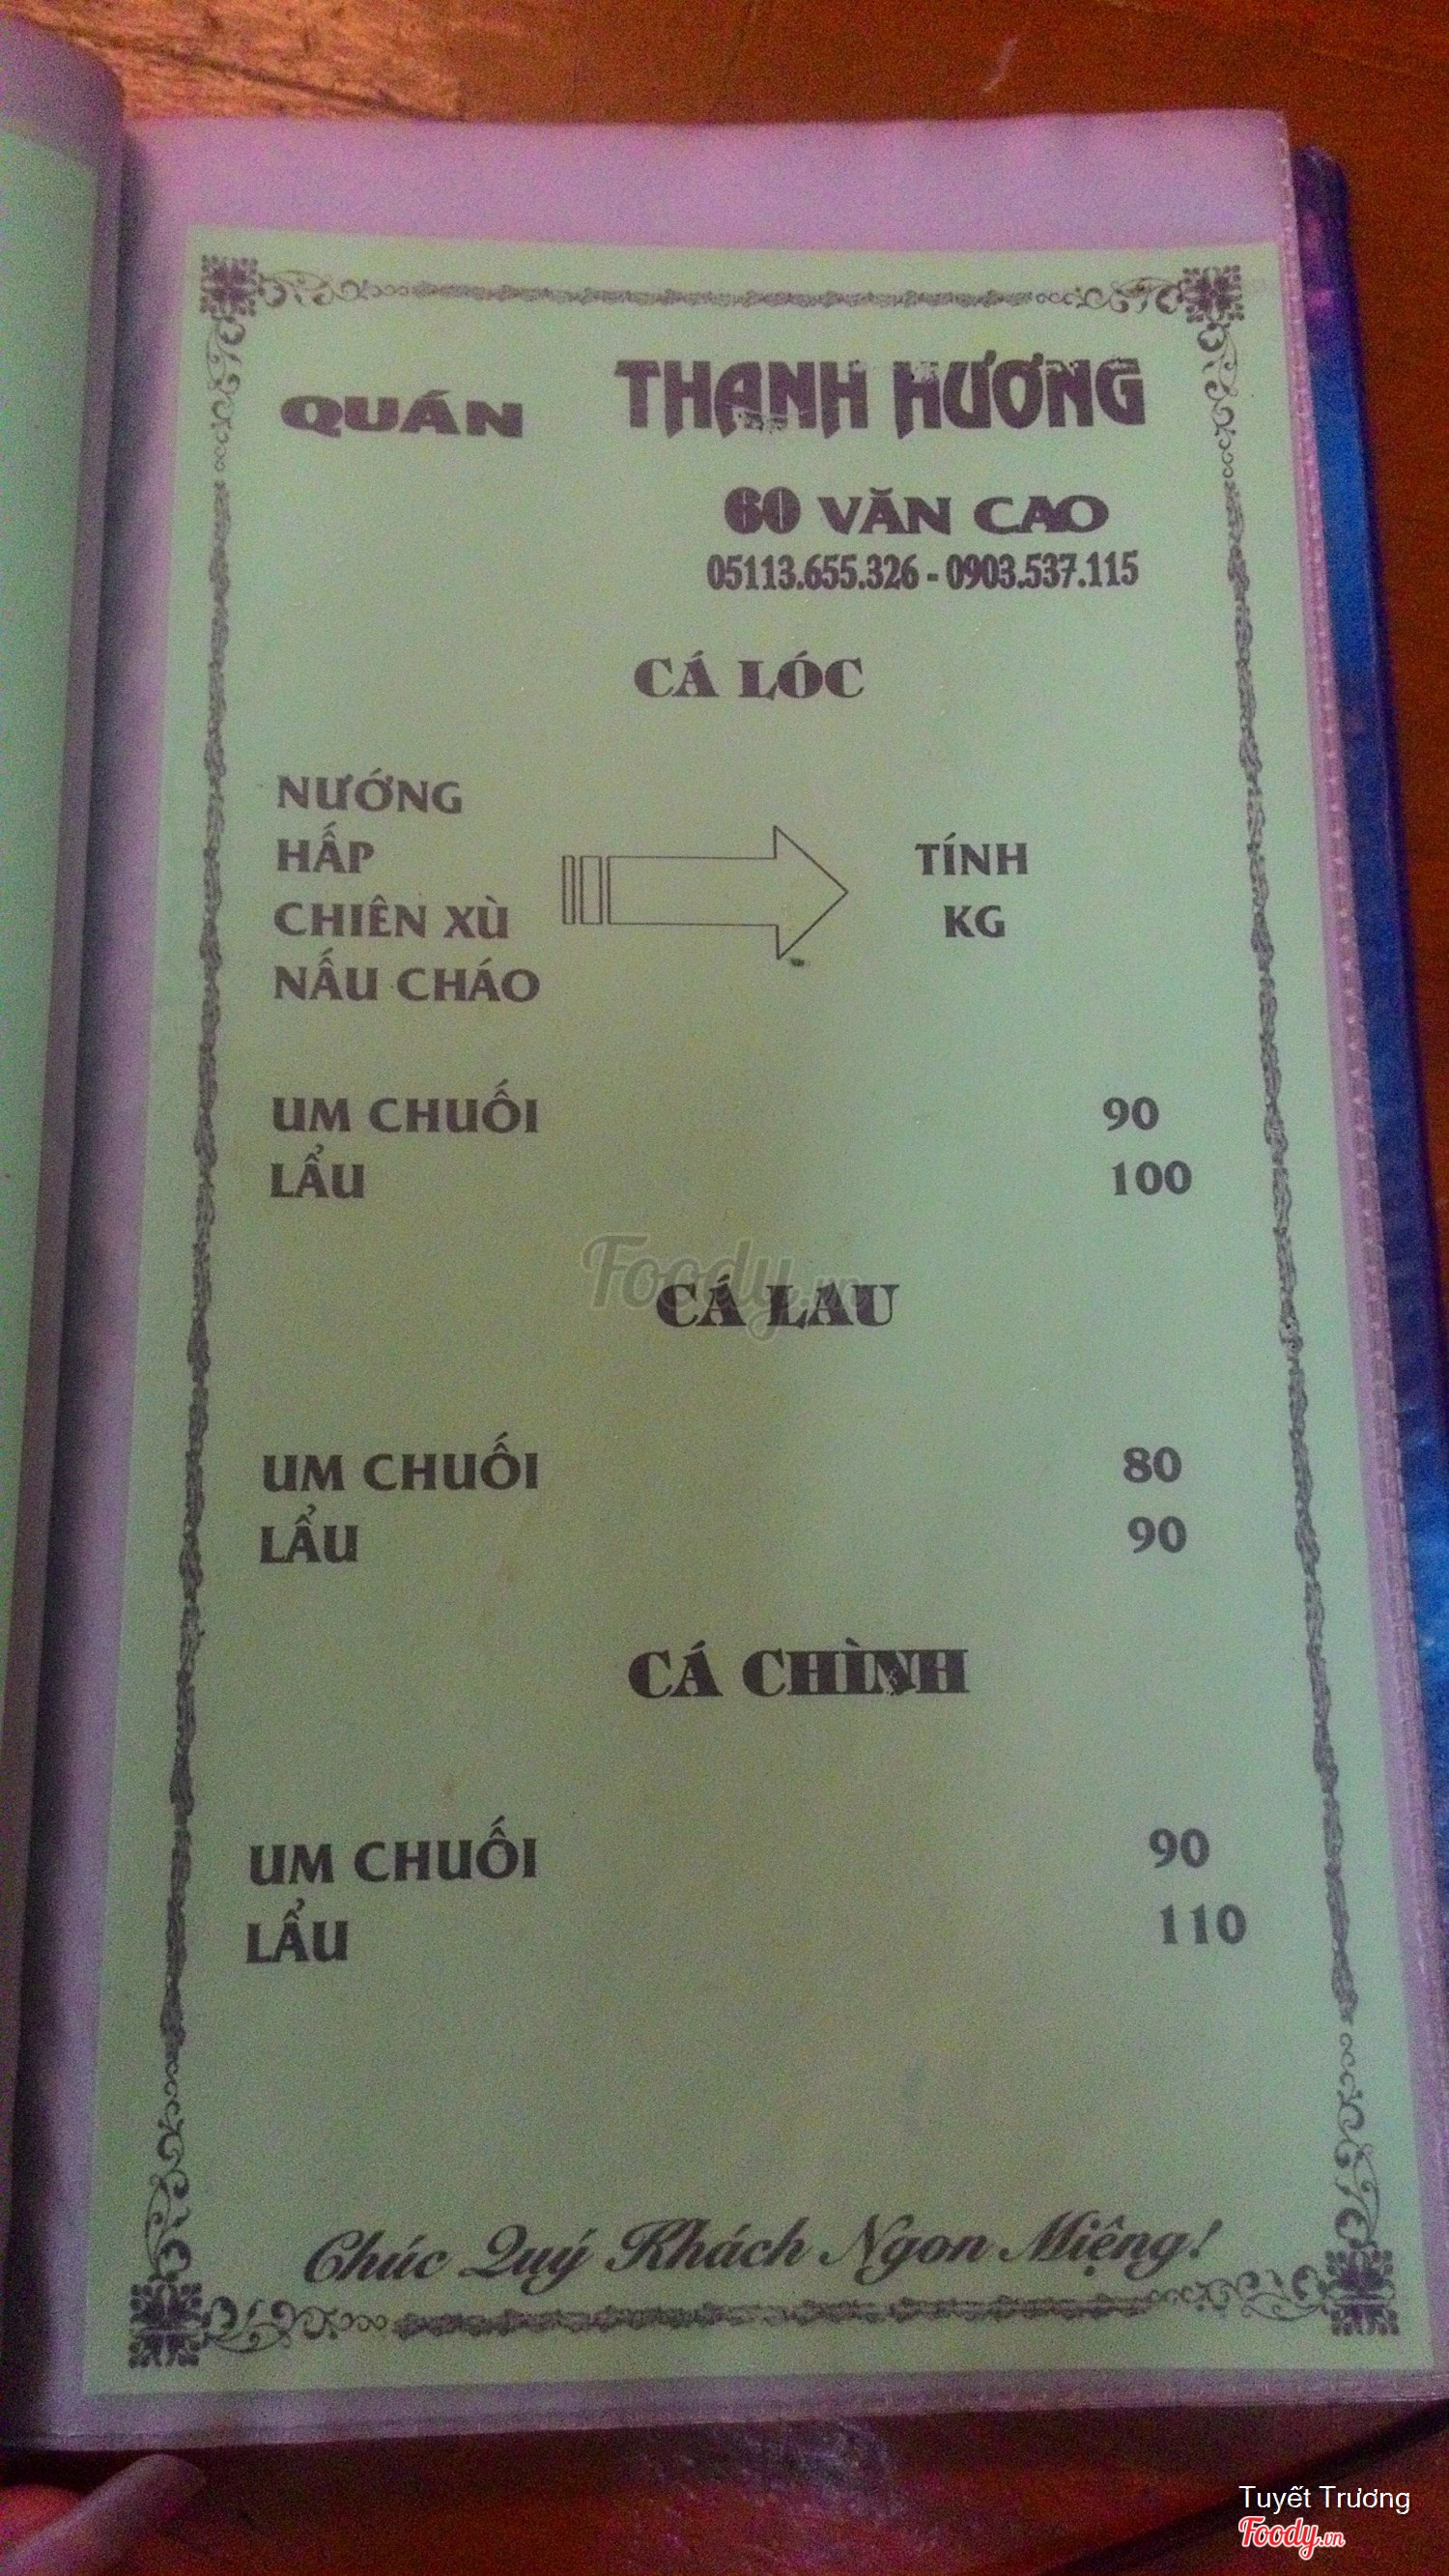 QUÁN THANH HƯƠNG
60 VĂN CAO
05113.655.326 - 0903.537.115
CÁ LÓC
NƯỚNG
HẤP
CHIÊN XÙ
NẤU CHÁO
TÍNH
KG
UM CHUỐI 90
LẨU 100
Foody.vn
CÁ LAU
UM CHUỐI 80
LẨU 90
CÁ CHÌNH
UM CHUỐI 90
LẨU 110
Chúc Quý Khách Ngon Miệng!
Tuyết Trương
Foody.vn